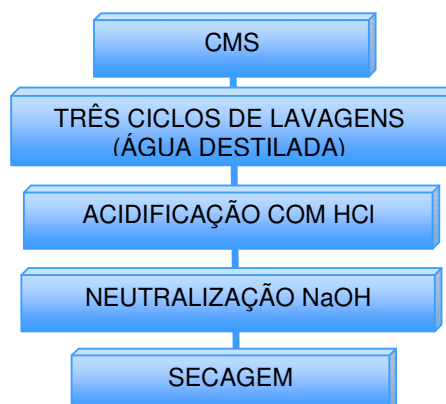 CMS
TRÊS CICLOS DE LAVAGENS
(ÁGUA DESTILADA)
ACIDIFICAÇÃO COM HCl
NEUTRALIZAÇÃO NaOH
SECAGEM